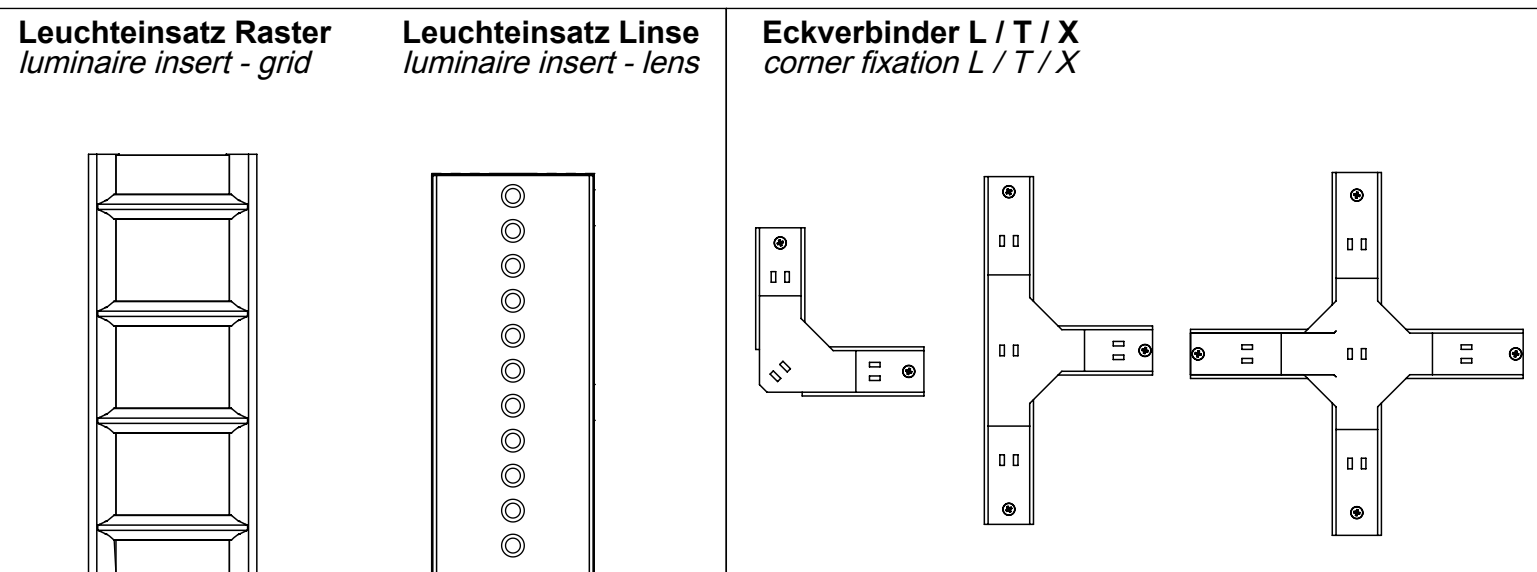 Leuchteinsatz Raster
luminaire insert - grid
Leuchteinsatz Linse
luminaire insert - lens
Eckverbinder L / T / X
corner fixation L / T / X